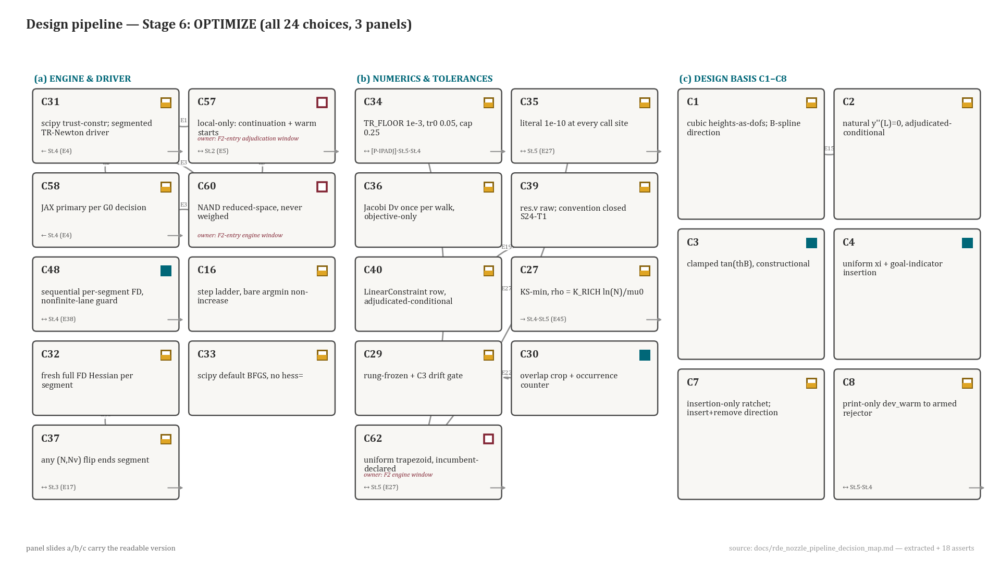 Design pipeline — Stage 6: OPTIMIZE (all 24 choices, 3 panels)
(a) ENGINE & DRIVER
C31
scipy trust-constr; segmented
TR-Newton driver
← St.4 (E4)
E1
C57
local-only: continuation + warm
starts
owner: F2-entry adjudication window
↔ St.2 (E5)
E3
C58
JAX primary per G0 decision
← St.4 (E4)
E3
C60
NAND reduced-space, never
weighed
owner: F2-entry engine window
C48
sequential per-segment FD,
nonfinite-lane guard
↔ St.4 (E38)
C16
step ladder, bare argmin non-
increase
C32
fresh full FD Hessian per
segment
C33
scipy default BFGS, no hess=
C37
any (N,Nv) flip ends segment
↔ St.3 (E17)
(b) NUMERICS & TOLERANCES
C34
TR_FLOOR 1e-3, tr0 0.05, cap
0.25
↔ [P-IPADJ]·St.5·St.4
C35
literal 1e-10 at every call site
↔ St.5 (E27)
C36
Jacobi Dv once per walk,
objective-only
C39
res.v raw; convention closed
S24-T1
E19
C40
LinearConstraint row,
adjudicated-conditional
E27
C27
KS-min, rho = K_RICH ln(N)/mu0
→ St.4·St.5 (E45)
C29
rung-frozen + C3 drift gate
E22
C30
overlap crop + occurrence
counter
C62
uniform trapezoid, incumbent-
declared
owner: F2 engine window
↔ St.5 (E27)
(c) DESIGN BASIS C1–C8
C1
cubic heights-as-dofs; B-spline
direction
E15
C2
natural y''(L)=0, adjudicated-
conditional
C3
clamped tan(thB), constructional
C4
uniform xi + goal-indicator
insertion
C7
insertion-only ratchet;
insert+remove direction
C8
print-only dev_warm to armed
rejector
↔ St.5·St.4
panel slides a/b/c carry the readable version
source: docs/rde_nozzle_pipeline_decision_map.md — extracted + 18 asserts